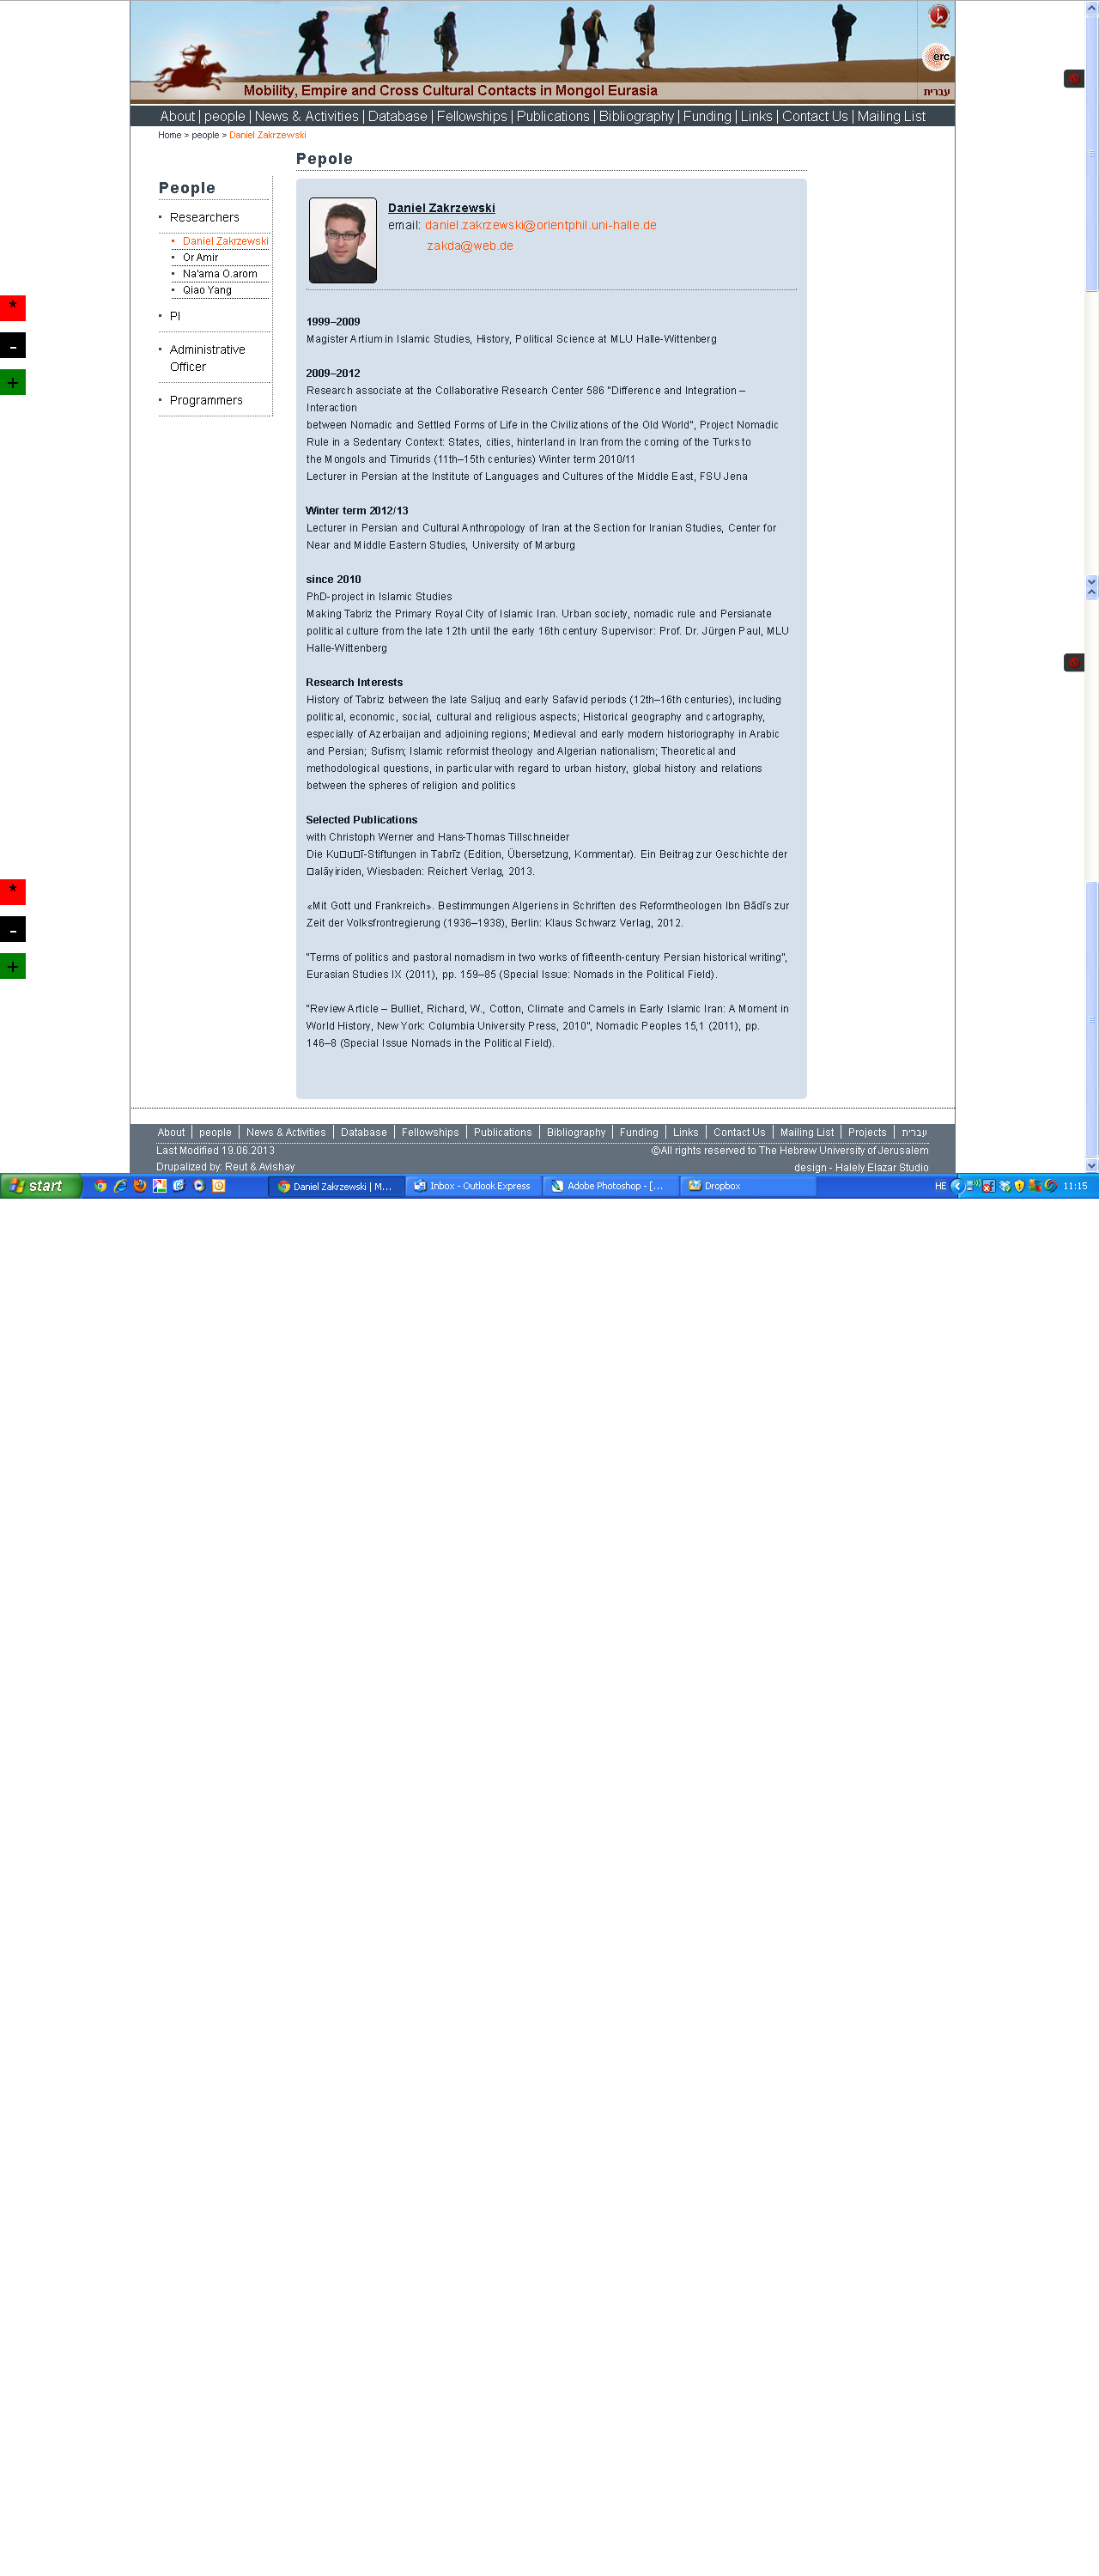 erc
Mobility, Empire and Cross Cultural Contacts in Mongol Eurasia
עברית
About | people | News & Activities | Database | Fellowships | Publications | Bibliography | Funding | Links | Contact Us | Mailing List
Home > people > Daniel Zakrzewski
Pepole
People
Researchers
Daniel Zakrzewski
Or Amir
Na'ama O.arom
Qiao Yang
PI
Administrative
Officer
Programmers
*
-
+
Daniel Zakrzewski
email: daniel.zakrzewski@orientphil.uni-halle.de
zakda@web.de
1999–2009
Magister Artium in Islamic Studies, History, Political Science at MLU Halle-Wittenberg
2009–2012
Research associate at the Collaborative Research Center 586 "Difference and Integration –
Interaction
between Nomadic and Settled Forms of Life in the Civilizations of the Old World", Project Nomadic
Rule in a Sedentary Context: States, cities, hinterland in Iran from the coming of the Turks to
the Mongols and Timurids (11th–15th centuries) Winter term 2010/11
Lecturer in Persian at the Institute of Languages and Cultures of the Middle East, FSU Jena
Winter term 2012/13
Lecturer in Persian and Cultural Anthropology of Iran at the Section for Iranian Studies, Center for
Near and Middle Eastern Studies, University of Marburg
since 2010
PhD-project in Islamic Studies
Making Tabriz the Primary Royal City of Islamic Iran. Urban society, nomadic rule and Persianate
political culture from the late 12th until the early 16th century Supervisor: Prof. Dr. Jürgen Paul, MLU
Halle-Wittenberg
Research Interests
History of Tabriz between the late Saljuq and early Safavid periods (12th–16th centuries), including
political, economic, social, cultural and religious aspects; Historical geography and cartography,
especially of Azerbaijan and adjoining regions; Medieval and early modern historiography in Arabic
and Persian; Sufism; Islamic reformist theology and Algerian nationalism; Theoretical and
methodological questions, in particular with regard to urban history, global history and relations
between the spheres of religion and politics
Selected Publications
with Christoph Werner and Hans-Thomas Tillschneider
Die Ku□u□ī-Stiftungen in Tabrīz (Edition, Übersetzung, Kommentar). Ein Beitrag zur Geschichte der
□alāyiriden, Wiesbaden: Reichert Verlag, 2013.
«Mit Gott und Frankreich». Bestimmungen Algeriens in Schriften des Reformtheologen Ibn Bādīs zur
Zeit der Volksfrontregierung (1936–1938), Berlin: Klaus Schwarz Verlag, 2012.
"Terms of politics and pastoral nomadism in two works of fifteenth-century Persian historical writing",
Eurasian Studies IX (2011), pp. 159–85 (Special Issue: Nomads in the Political Field).
"Review Article – Bulliet, Richard, W., Cotton, Climate and Camels in Early Islamic Iran: A Moment in
World History, New York: Columbia University Press, 2010", Nomadic Peoples 15,1 (2011), pp.
146–8 (Special Issue Nomads in the Political Field).
*
-
+
About | people | News & Activities | Database | Fellowships | Publications | Bibliography | Funding | Links | Contact Us | Mailing List | Projects | עברית
Last Modified 19.06.2013
©All rights reserved to The Hebrew University of Jerusalem
Drupalized by: Reut & Avishay
design - Halely Elazar Studio
start
Daniel Zakrzewski | M...
Inbox - Outlook Express
Adobe Photoshop - [...
Dropbox
HE
11:15